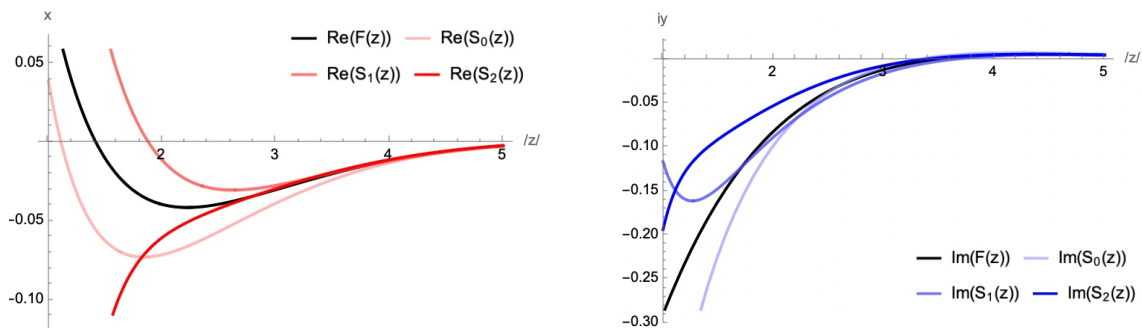 x
Re(F(z)) Re(S₀(z))
Re(S₁(z)) Re(S₂(z))
0.05
2 3 4 5
/z/
-0.05
-0.10
iy
/z/
2 3 4 5
-0.05
-0.10
-0.15
-0.20
-0.25
-0.30
Im(F(z)) Im(S₀(z))
Im(S₁(z)) Im(S₂(z))